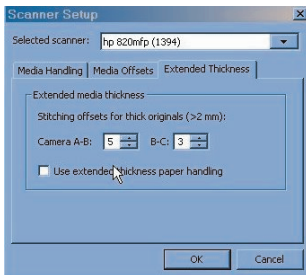 Scanner Setup
Selected scanner: hp 820mfp (1394)
Media Handling Media Offsets Extended Thickness
Extended media thickness
Stitching offsets for thick originals (>2 mm):
Camera A-B: 5 B-C: 3
Use extended thickness paper handling
OK Cancel